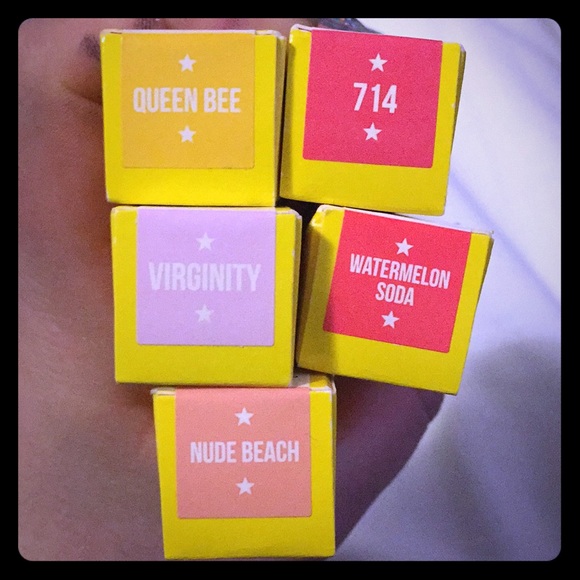 QUEEN BEE
714
VIRGINITY
WATERMELON
SODA
NUDE BEACH